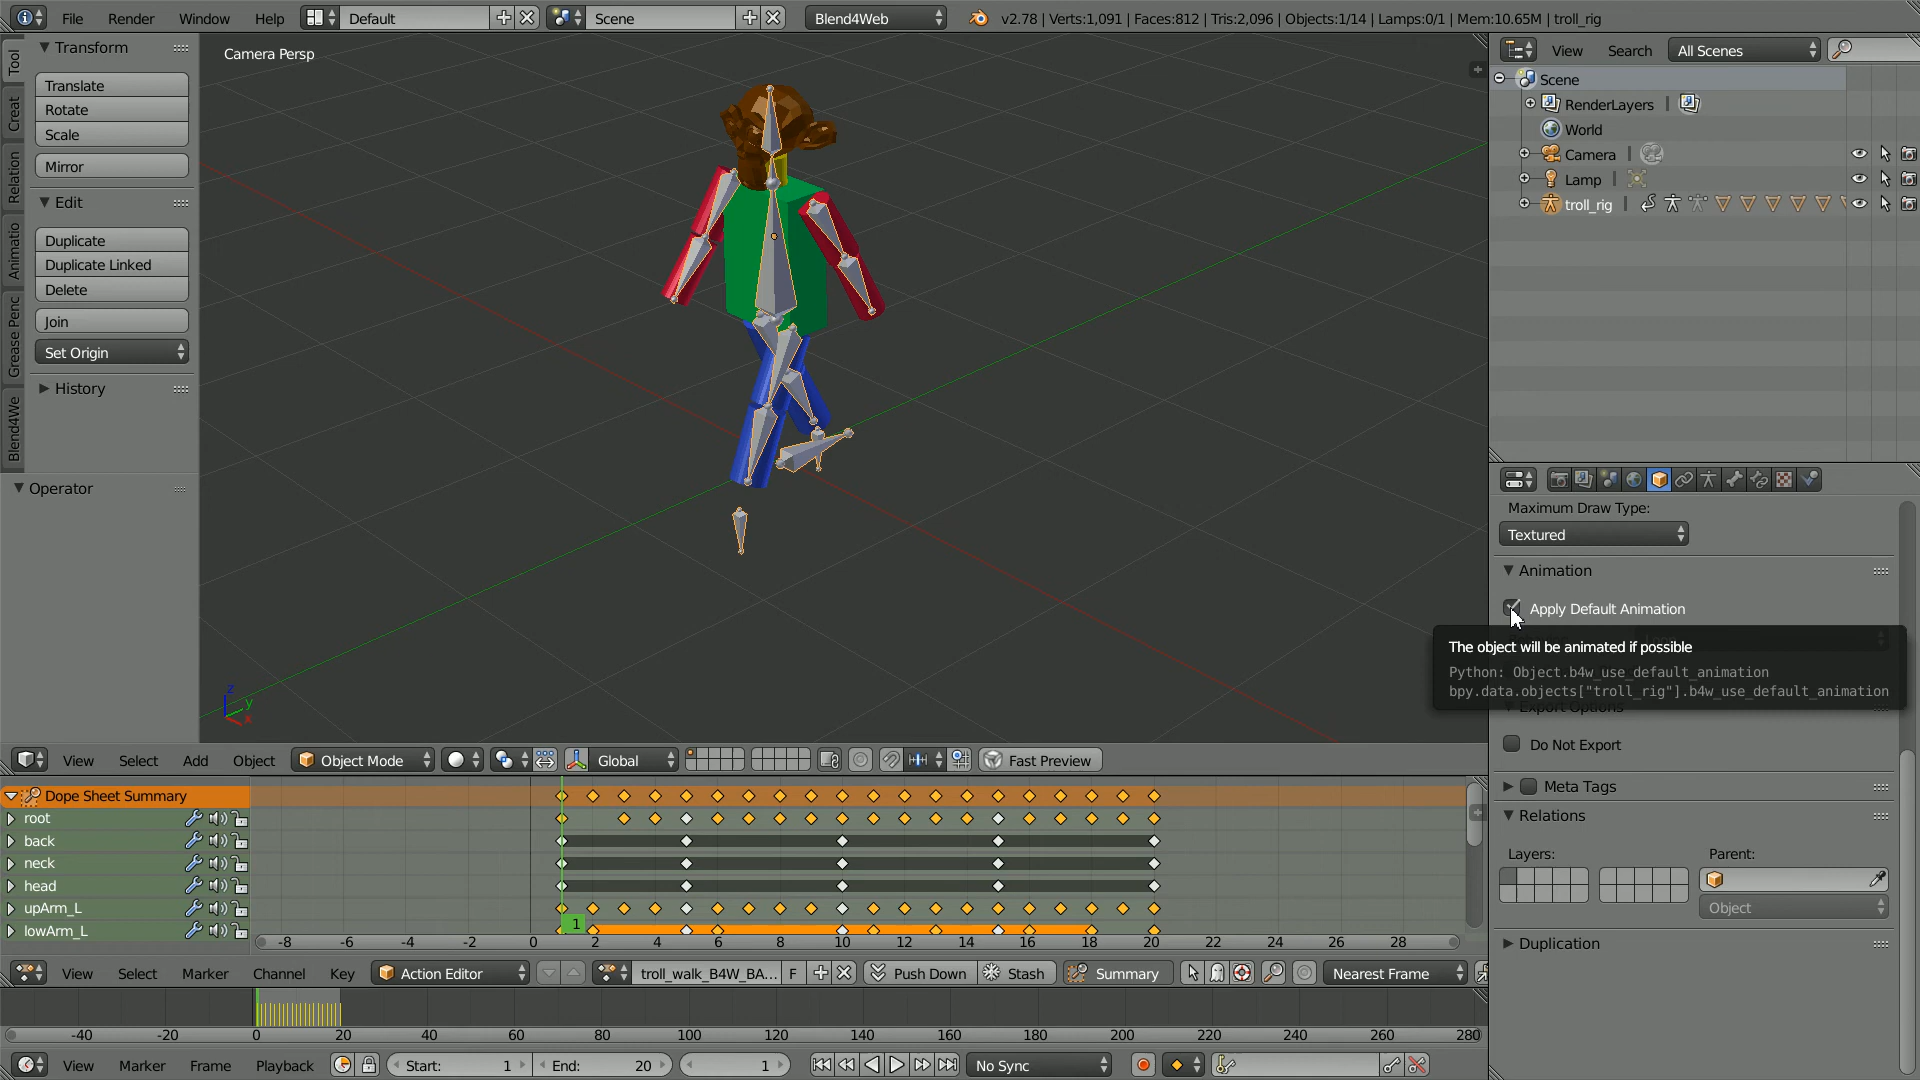 File Render Window Help Default Scene Blend4Web v2.78 | Verts:1,091 | Faces:812 | Tris:2,096 | Objects:1/14 | Lamps:0/1 | Mem:10.65M | troll_rig
Tool
Creat
Relation
Animatio
Grease Penc
Blend4We
Transform
Translate
Rotate
Scale
Mirror
Edit
Duplicate
Duplicate Linked
Delete
Join
Set Origin
History
Operator
Camera Persp
z
y
x
View Search All Scenes
Scene
RenderLayers |
World
Camera |
Lamp |
troll_rig |
Maximum Draw Type:
Textured
Animation
Apply Default Animation
The object will be animated if possible
Python: Object.b4w_use_default_animation
bpy.data.objects["troll_rig"].b4w_use_default_animation
Export Options
Do Not Export
Meta Tags
Relations
Layers: Parent:
Object
Duplication
View Select Add Object Object Mode Global Fast Preview
Dope Sheet Summary
root
back
neck
head
upArm_L
lowArm_L
1
-8 -6 -4 -2 0 2 4 6 8 10 12 14 16 18 20 22 24 26 28
View Select Marker Channel Key Action Editor troll_walk_B4W_BA... F Push Down Stash Summary Nearest Frame
-40 -20 0 20 40 60 80 100 120 140 160 180 200 220 240 260 280
View Marker Frame Playback Start: 1 End: 20 1 No Sync